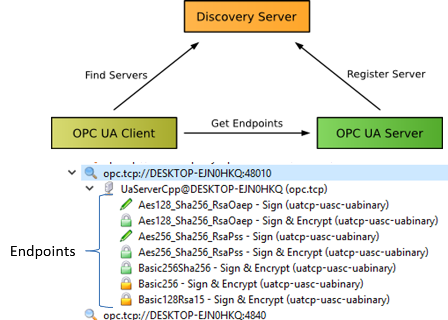 Discovery Server
Find Servers
Register Server
OPC UA Client
Get Endpoints
OPC UA Server
opc.tcp://DESKTOP-EJN0HKQ:48010
UaServerCpp@DESKTOP-EJN0HKQ (opc.tcp)
Endpoints
Aes128_Sha256_RsaOaep - Sign (uatcp-uasc-uabinary)
Aes128_Sha256_RsaOaep - Sign & Encrypt (uatcp-uasc-uabinary)
Aes256_Sha256_RsaPss - Sign (uatcp-uasc-uabinary)
Aes256_Sha256_RsaPss - Sign & Encrypt (uatcp-uasc-uabinary)
Basic256Sha256 - Sign & Encrypt (uatcp-uasc-uabinary)
Basic256 - Sign & Encrypt (uatcp-uasc-uabinary)
Basic128Rsa15 - Sign & Encrypt (uatcp-uasc-uabinary)
opc.tcp://DESKTOP-EJN0HKQ:4840